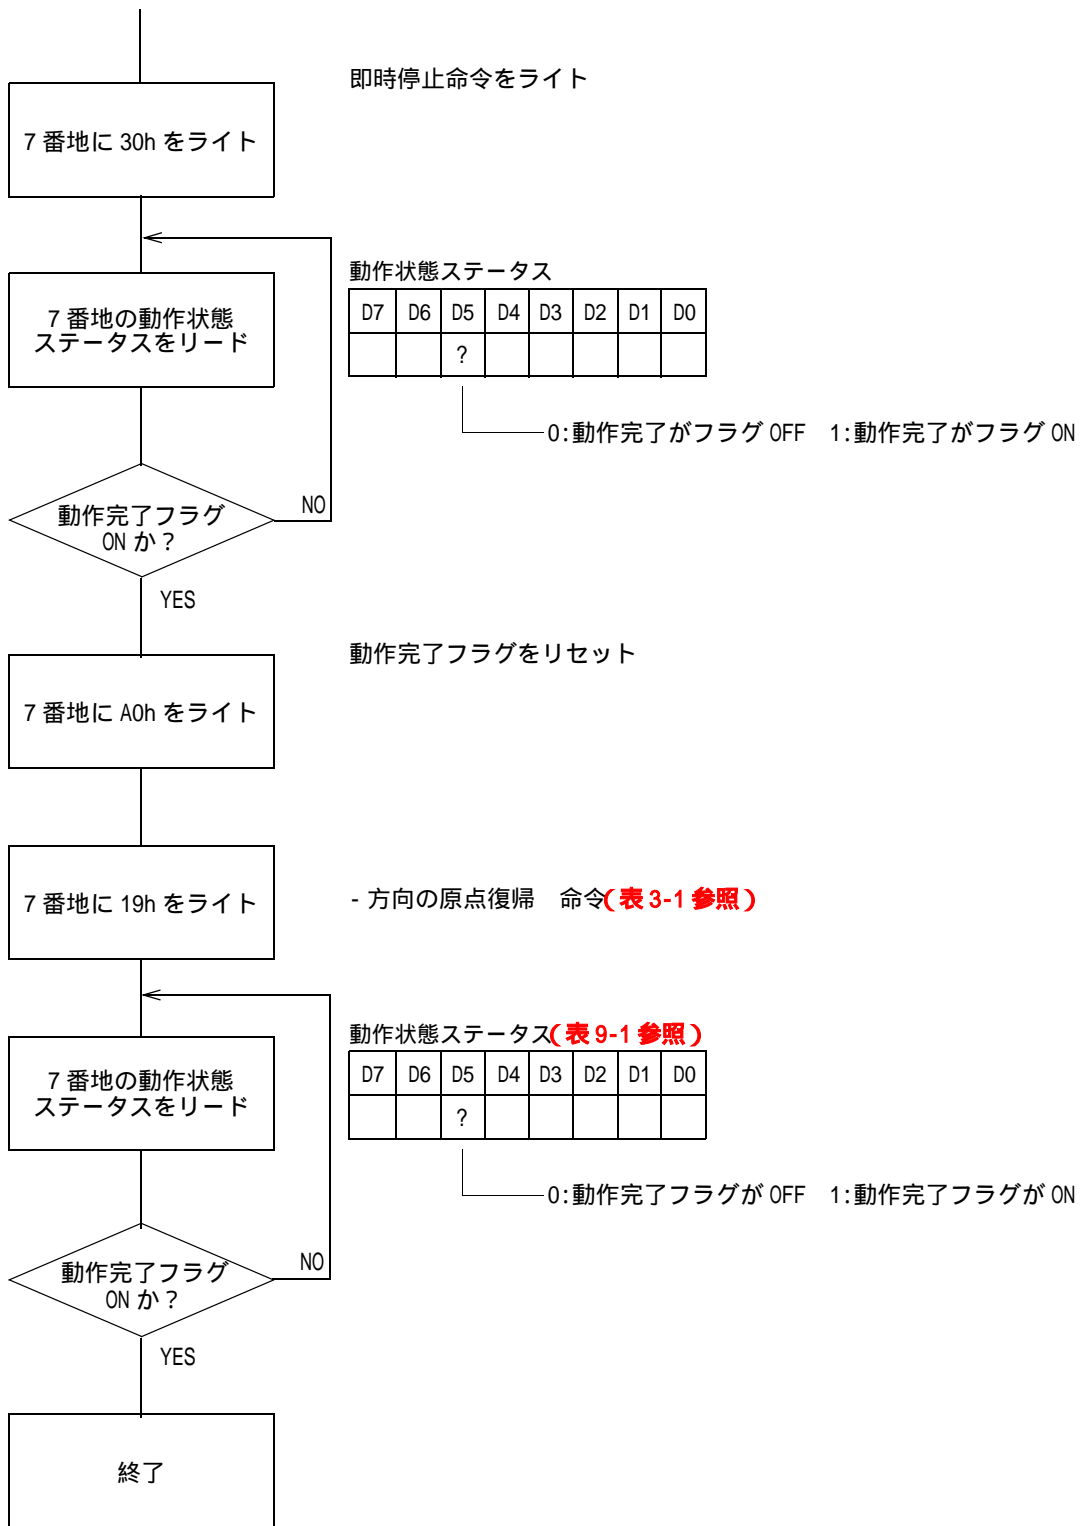 即時停止命令をライト
7 番地に 30h をライト
動作状態ステータス
D7 D6 D5 D4 D3 D2 D1 D0
?
7 番地の動作状態
ステータスをリード
0:動作完了がフラグ OFF 1:動作完了がフラグ ON
動作完了フラグ
ON か？
NO
YES
動作完了フラグをリセット
7 番地に A0h をライト
7 番地に 19h をライト
- 方向の原点復帰 命令(表 3-1 参照)
動作状態ステータス(表 9-1 参照)
D7 D6 D5 D4 D3 D2 D1 D0
?
7 番地の動作状態
ステータスをリード
0:動作完了フラグが OFF 1:動作完了フラグが ON
動作完了フラグ
ON か？
NO
YES
終了